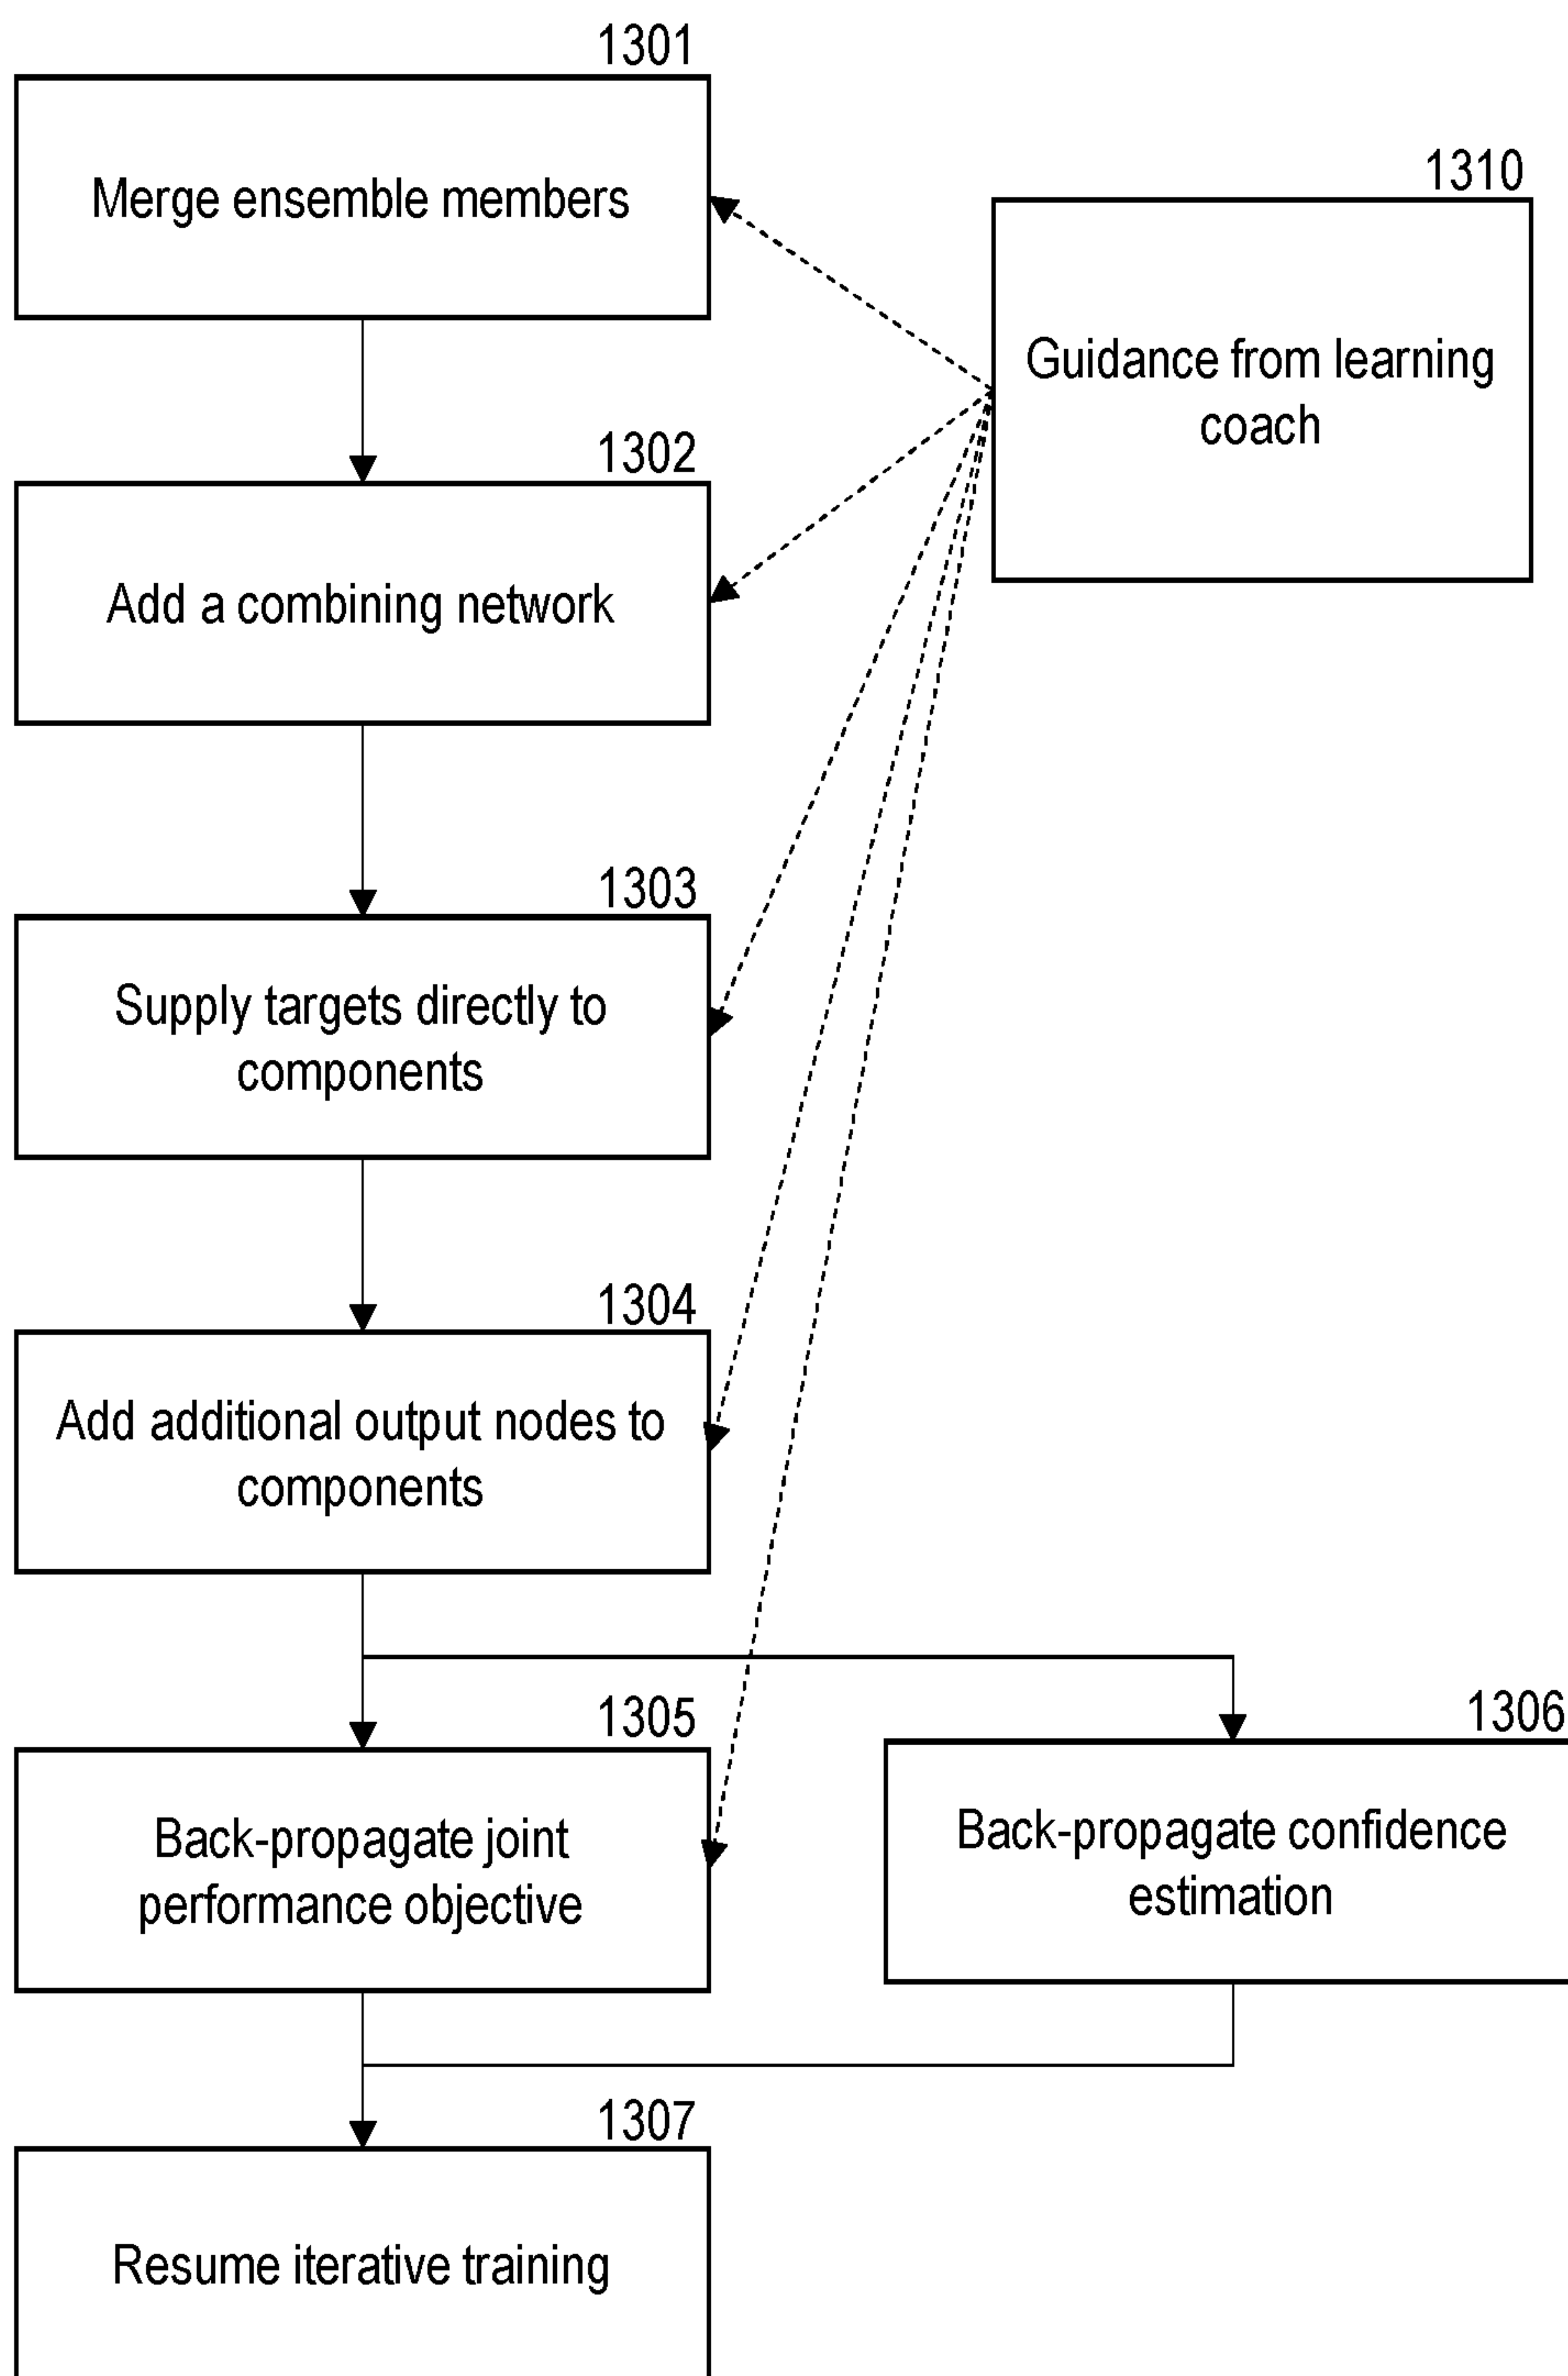 1301
Merge ensemble members
1310
Guidance from learning
coach
1302
Add a combining network
1303
Supply targets directly to
components
1304
Add additional output nodes to
components
1305
Back-propagate joint
performance objective
1306
Back-propagate confidence
estimation
1307
Resume iterative training